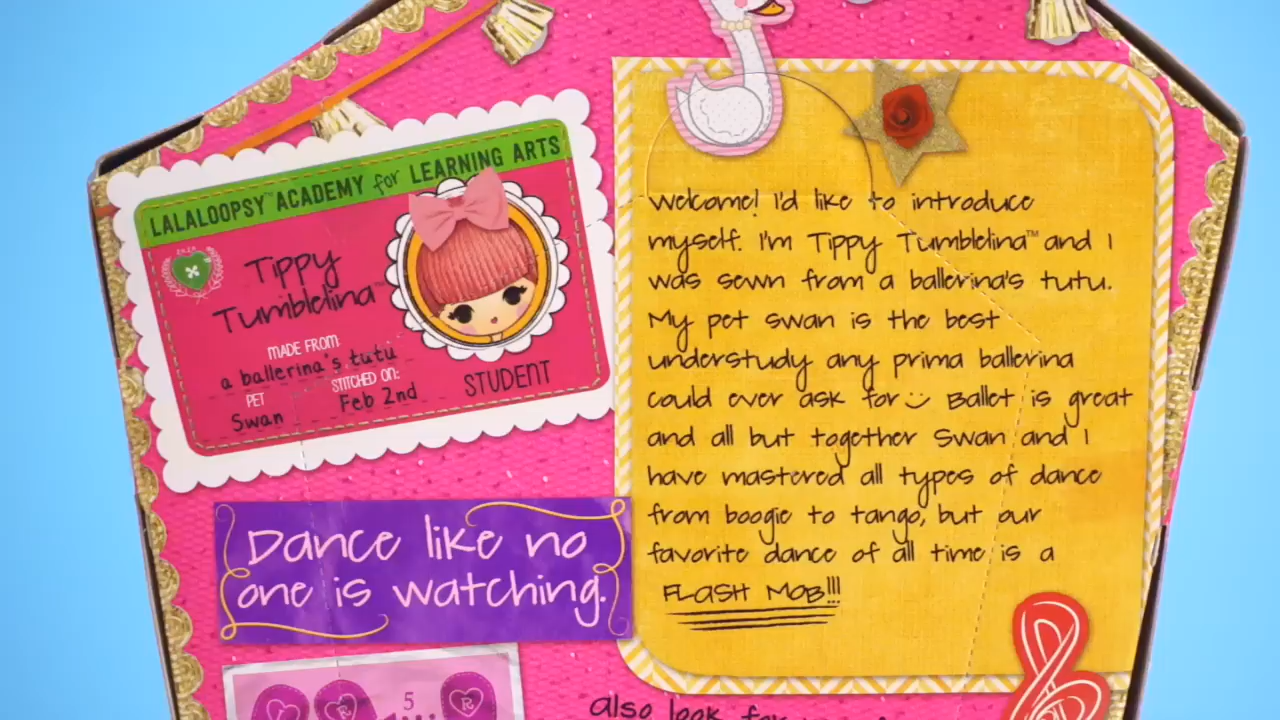 LALALOOPSY™ ACADEMY for LEARNING ARTS
Tippy
Tumblelina™
MADE FROM:
a ballerina's tutu
PET
Swan
STITCHED ON:
Feb 2nd
STUDENT
Dance like no
one is watching.
Welcome! I'd like to introduce
myself. I'm Tippy Tumblelina™ and I
was sewn from a ballerina's tutu.
My pet swan is the best
understudy any prima ballerina
could ever ask for Ballet is great
and all but together Swan and I
have mastered all types of dance
from boogie to tango, but our
favorite dance of all time is a
FLASH MOB!!!
5
R
R
also look for